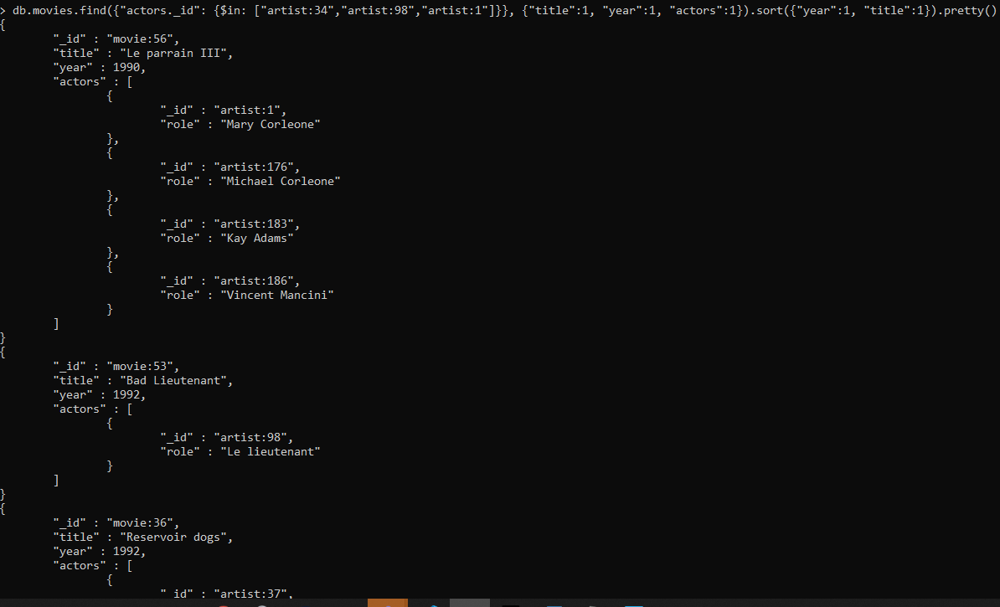 > db.movies.find({"actors._id": {$in: ["artist:34","artist:98","artist:1"]}}, {"title":1, "year":1, "actors":1}).sort({"year":1, "title":1}).pretty()
{
"_id" : "movie:56",
"title" : "Le parrain III",
"year" : 1990,
"actors" : [
{
"_id" : "artist:1",
"role" : "Mary Corleone"
},
{
"_id" : "artist:176",
"role" : "Michael Corleone"
},
{
"_id" : "artist:183",
"role" : "Kay Adams"
},
{
"_id" : "artist:186",
"role" : "Vincent Mancini"
}
]
}
{
"_id" : "movie:53",
"title" : "Bad Lieutenant",
"year" : 1992,
"actors" : [
{
"_id" : "artist:98",
"role" : "Le lieutenant"
}
]
}
{
"_id" : "movie:36",
"title" : "Reservoir dogs",
"year" : 1992,
"actors" : [
{
"_id" : "artist:37",